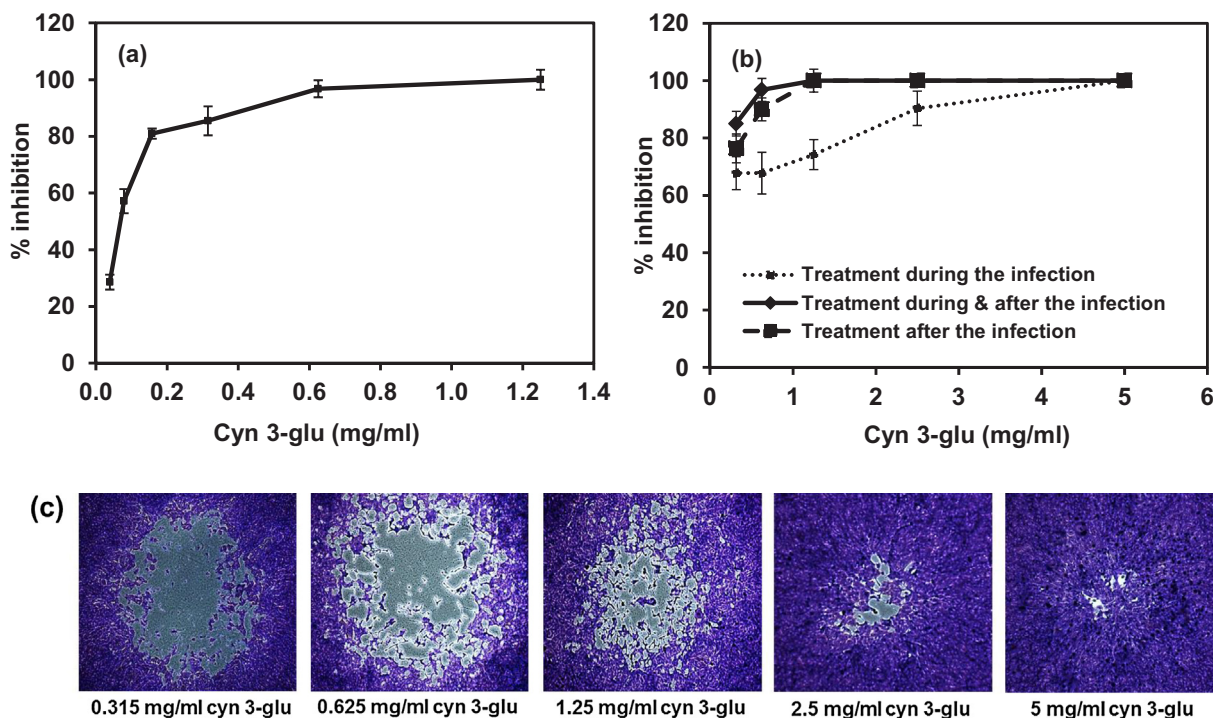 (a)
% inhibition
120
100
80
60
40
20
0
0.0 0.2 0.4 0.6 0.8 1.0 1.2 1.4
Cyn 3-glu (mg/ml)
(b)
% inhibition
120
100
80
60
40
20
0
Treatment during the infection
Treatment during & after the infection
Treatment after the infection
0 1 2 3 4 5 6
Cyn 3-glu (mg/ml)
(c)
0.315 mg/ml cyn 3-glu
0.625 mg/ml cyn 3-glu
1.25 mg/ml cyn 3-glu
2.5 mg/ml cyn 3-glu
5 mg/ml cyn 3-glu